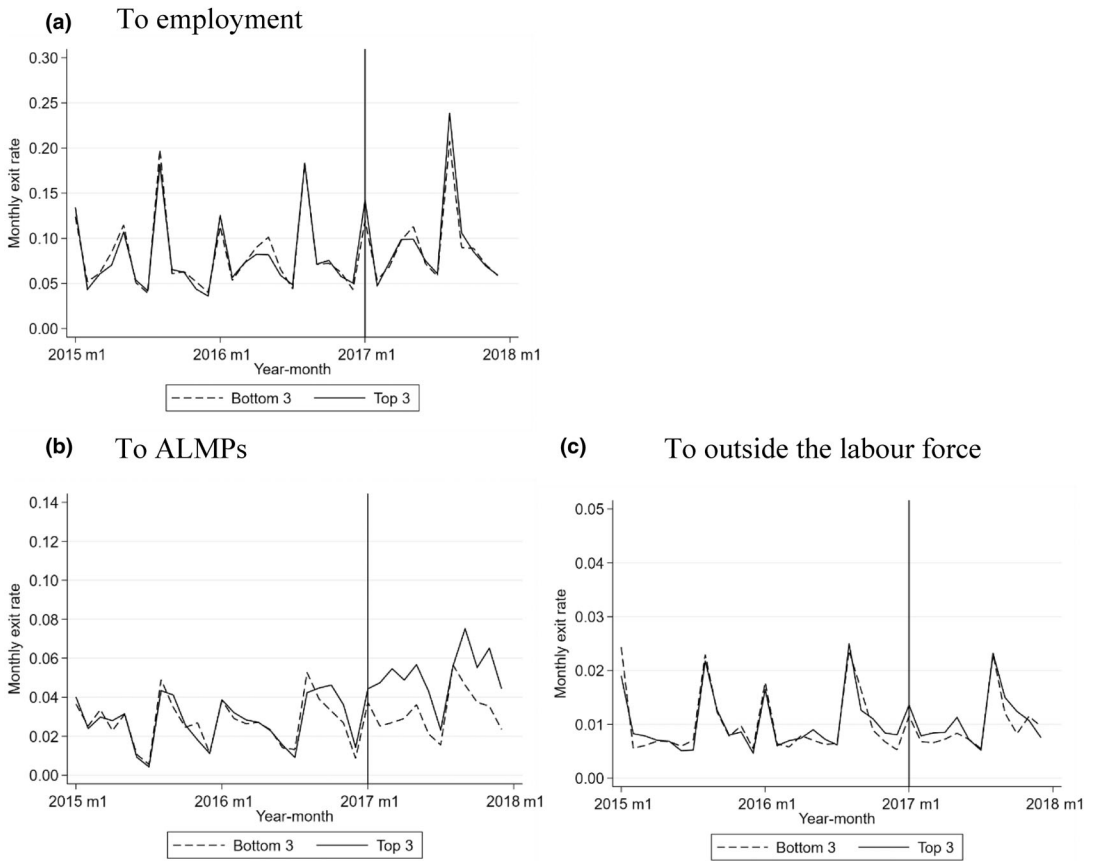 (a) To employment
0.30
0.25
0.20
0.15
0.10
0.05
0.00
Monthly exit rate
2015 m1 2016 m1 2017 m1 2018 m1
Year-month
Bottom 3 Top 3
(b) To ALMPs
0.14
0.12
0.10
0.08
0.06
0.04
0.02
0.00
Monthly exit rate
2015 m1 2016 m1 2017 m1 2018 m1
Year-month
Bottom 3 Top 3
(c) To outside the labour force
0.05
0.04
0.03
0.02
0.01
0.00
Monthly exit rate
2015 m1 2016 m1 2017 m1 2018 m1
Year-month
Bottom 3 Top 3